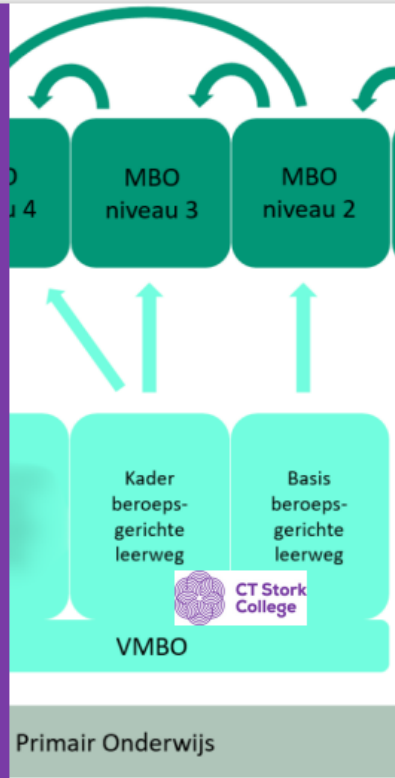 u 4
MBO
niveau 3
MBO
niveau 2
Kader
beroeps-
gerichte
leerweg
Basis
beroeps-
gerichte
leerweg
CT Stork
College
VMBO
Primair Onderwijs